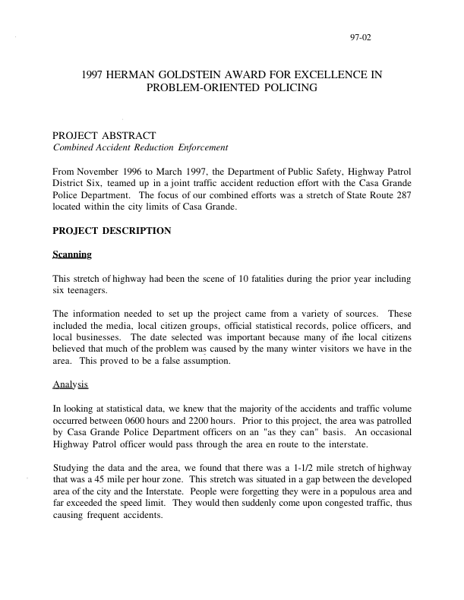 97-02
1997 HERMAN GOLDSTEIN AWARD FOR EXCELLENCE IN
PROBLEM-ORIENTED POLICING
PROJECT ABSTRACT
Combined Accident Reduction Enforcement
From November 1996 to March 1997, the Department of Public Safety, Highway Patrol
District Six, teamed up in a joint traffic accident reduction effort with the Casa Grande
Police Department. The focus of our combined efforts was a stretch of State Route 287
located within the city limits of Casa Grande.
PROJECT DESCRIPTION
Scanning
This stretch of highway had been the scene of 10 fatalities during the prior year including
six teenagers.
The information needed to set up the project came from a variety of sources. These
included the media, local citizen groups, official statistical records, police officers, and
local businesses. The date selected was important because many of the local citizens
believed that much of the problem was caused by the many winter visitors we have in the
area. This proved to be a false assumption.
Analysis
In looking at statistical data, we knew that the majority of the accidents and traffic volume
occurred between 0600 hours and 2200 hours. Prior to this project, the area was patrolled
by Casa Grande Police Department officers on an "as they can" basis. An occasional
Highway Patrol officer would pass through the area en route to the interstate.
Studying the data and the area, we found that there was a 1-1/2 mile stretch of highway
that was a 45 mile per hour zone. This stretch was situated in a gap between the developed
area of the city and the Interstate. People were forgetting they were in a populous area and
far exceeded the speed limit. They would then suddenly come upon congested traffic, thus
causing frequent accidents.